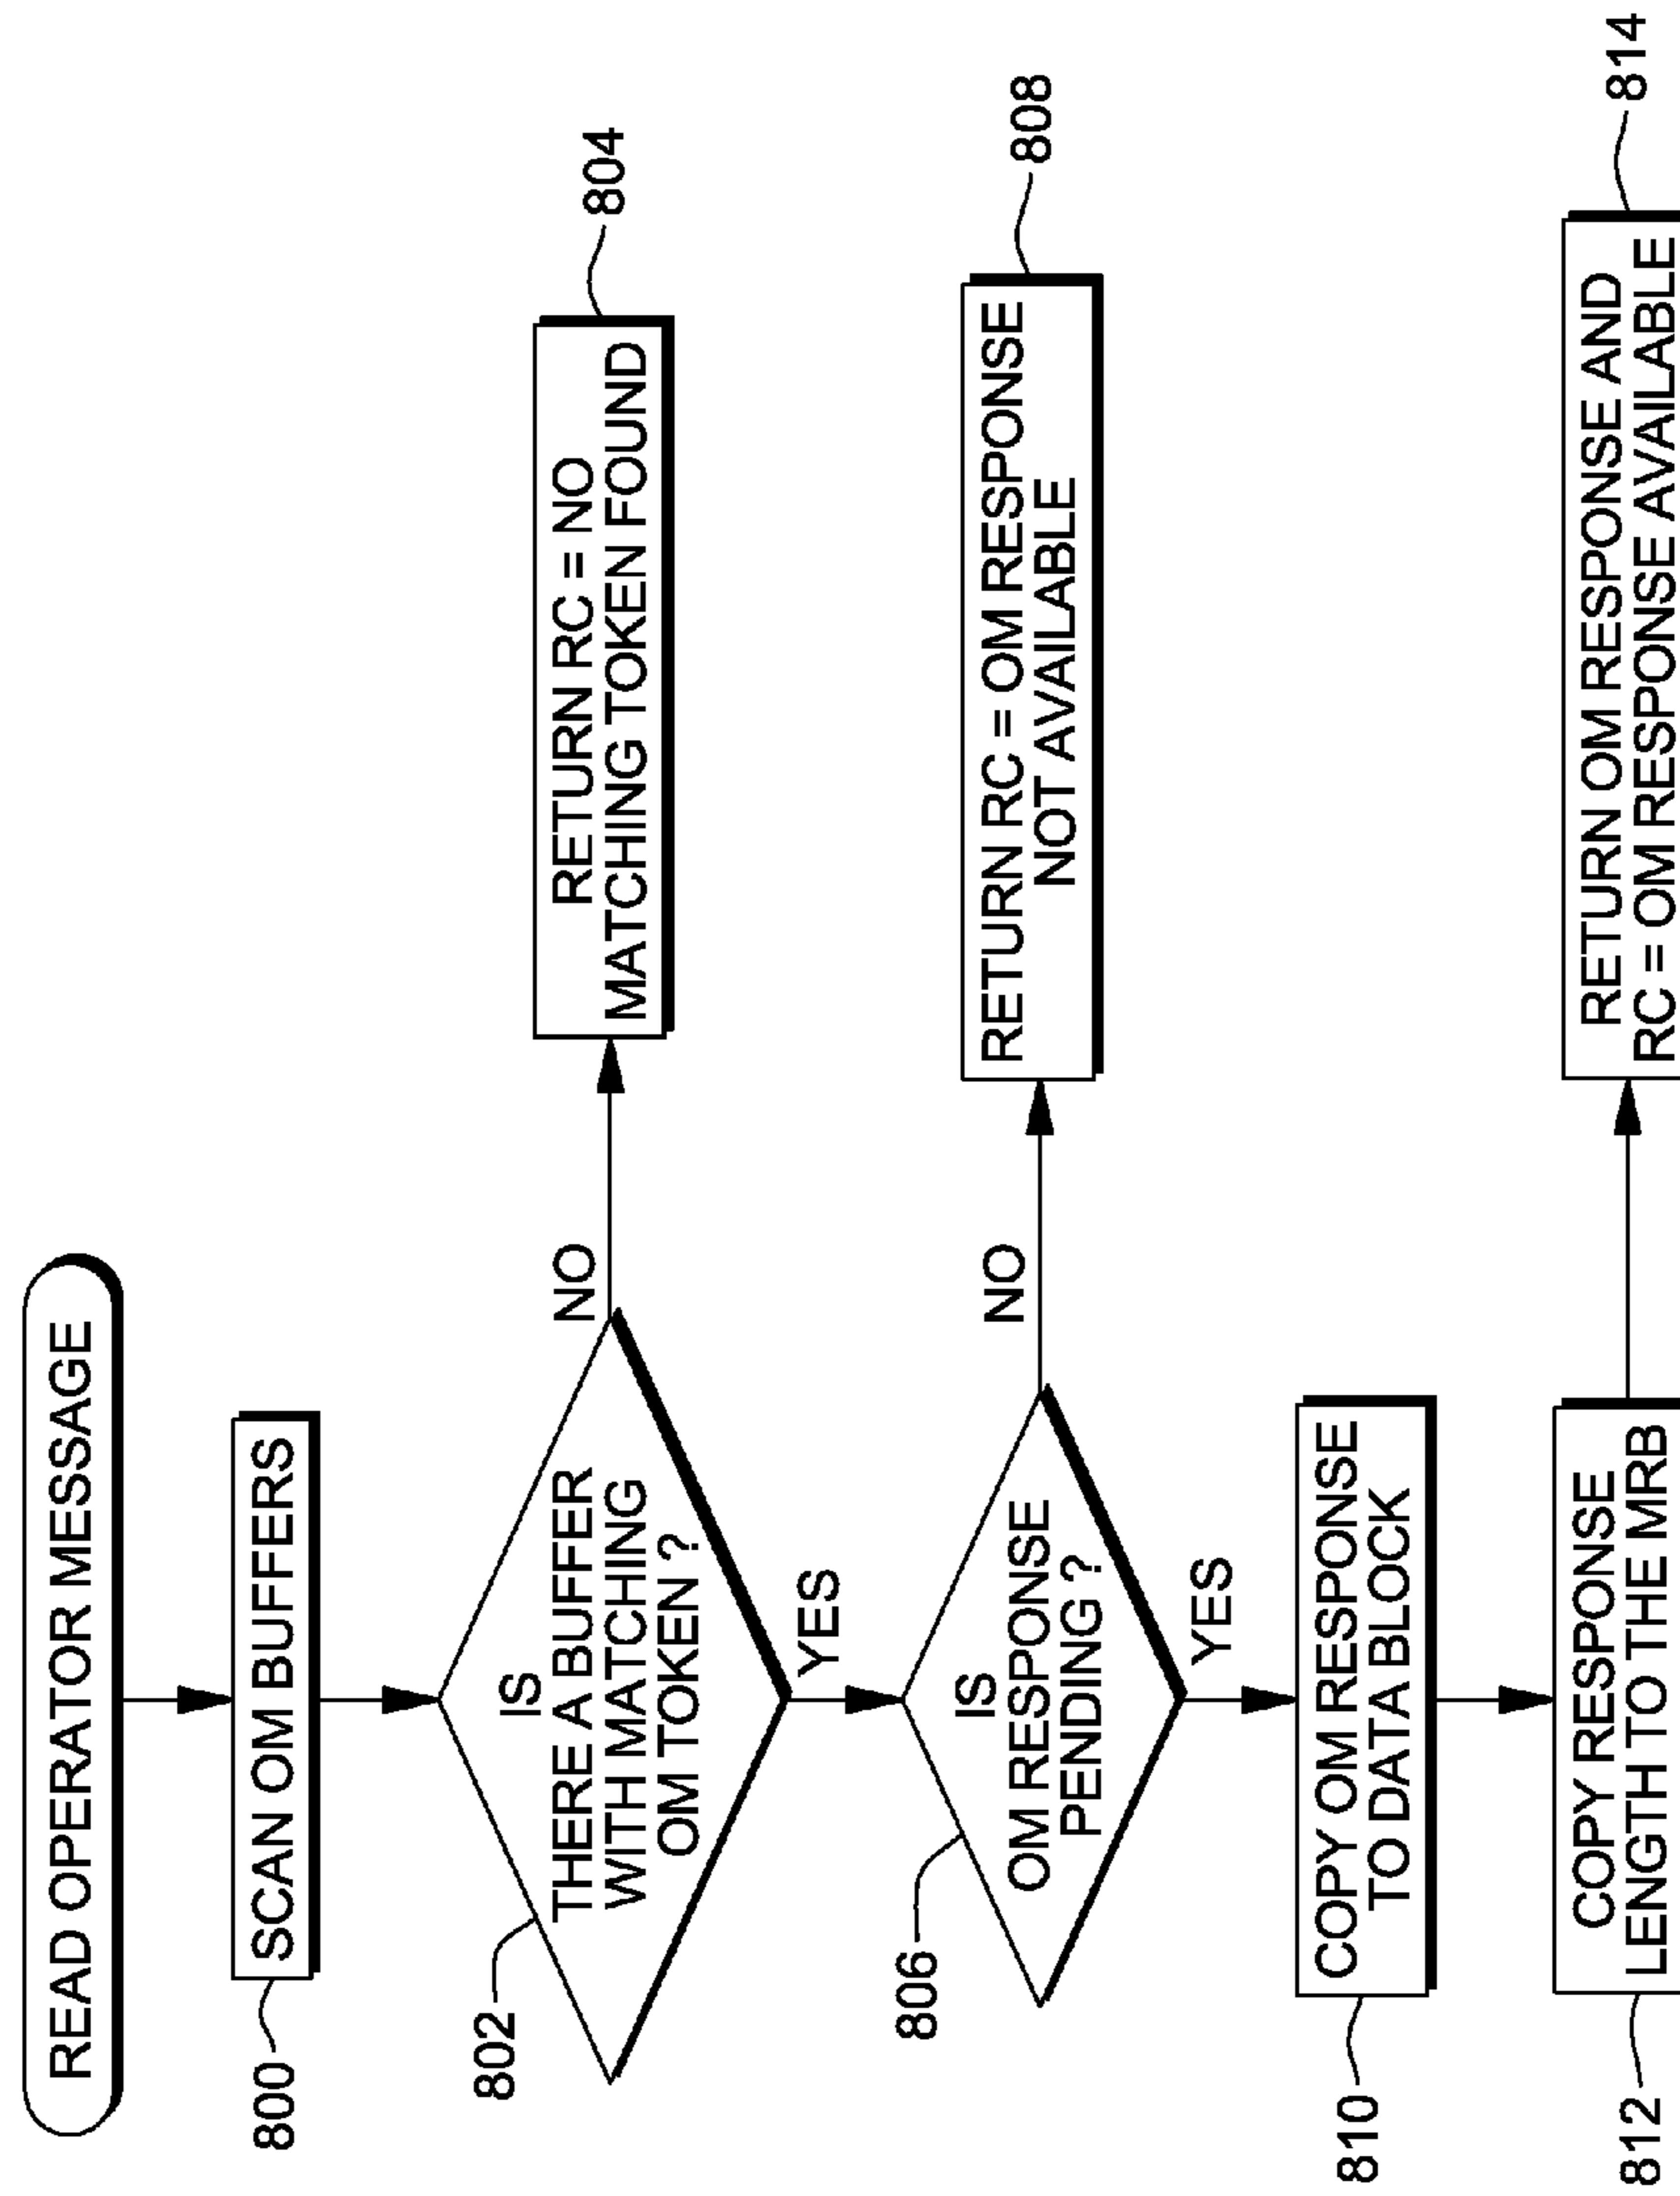 READ OPERATOR MESSAGE
800
SCAN OM BUFFERS
802
IS
THERE A BUFFER
WITH MATCHING
OM TOKEN ?
NO
RETURN RC = NO
MATCHING TOKEN FOUND
804
YES
806
IS
OM RESPONSE
PENDING ?
NO
RETURN RC = OM RESPONSE
NOT AVAILABLE
808
YES
810
COPY OM RESPONSE
TO DATA BLOCK
812
COPY RESPONSE
LENGTH TO THE MRB
RETURN OM RESPONSE AND
RC = OM RESPONSE AVAILABLE
814